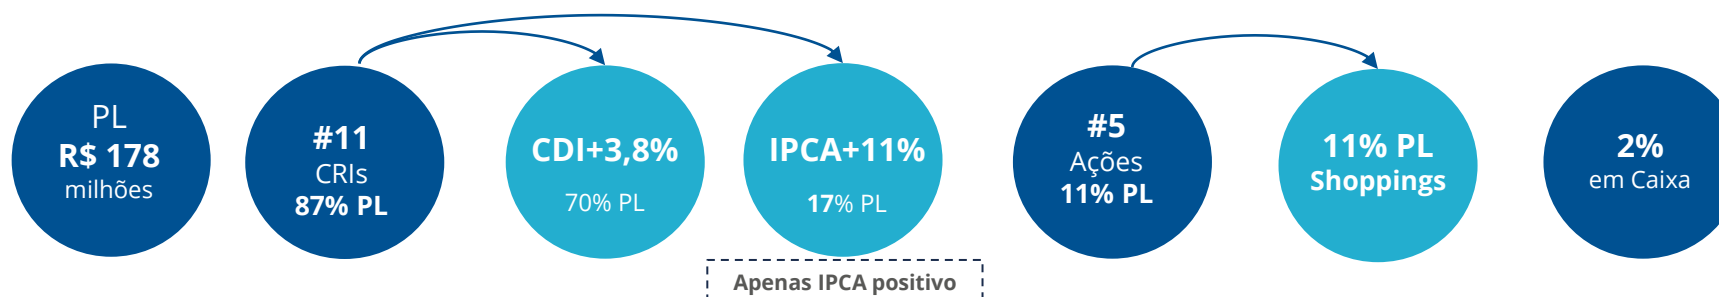 PL
R$ 178
milhões
#11
CRIs
87% PL
CDI+3,8%
70% PL
IPCA+11%
17% PL
Apenas IPCA positivo
#5
Ações
11% PL
11% PL
Shoppings
2%
em Caixa